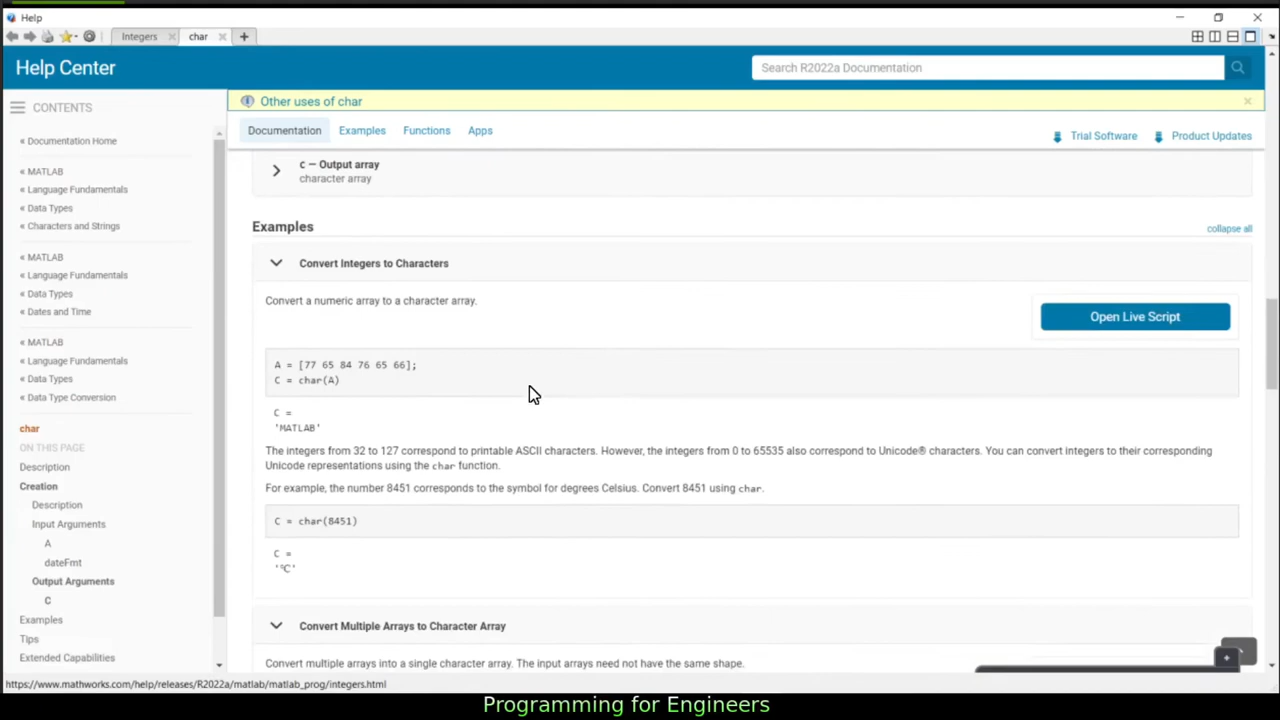 Help
Integers
char
Help Center
Search R2022a Documentation
CONTENTS
« Documentation Home
« MATLAB
« Language Fundamentals
« Data Types
« Characters and Strings
« MATLAB
« Language Fundamentals
« Data Types
« Dates and Time
« MATLAB
« Language Fundamentals
« Data Types
« Data Type Conversion
char
ON THIS PAGE
Description
Creation
Description
Input Arguments
A
dateFmt
Output Arguments
C
Examples
Tips
Extended Capabilities
Other uses of char
Documentation Examples Functions Apps
Trial Software Product Updates
C — Output array
character array
Examples
collapse all
Convert Integers to Characters
Convert a numeric array to a character array.
Open Live Script
A = [77 65 84 76 65 66];
C = char(A)
C =
'MATLAB'
The integers from 32 to 127 correspond to printable ASCII characters. However, the integers from 0 to 65535 also correspond to Unicode® characters. You can convert integers to their corresponding
Unicode representations using the char function.
For example, the number 8451 corresponds to the symbol for degrees Celsius. Convert 8451 using char.
C = char(8451)
C =
'℃'
Convert Multiple Arrays to Character Array
Convert multiple arrays into a single character array. The input arrays need not have the same shape.
https://www.mathworks.com/help/releases/R2022a/matlab/matlab_prog/integers.html
Programming for Engineers